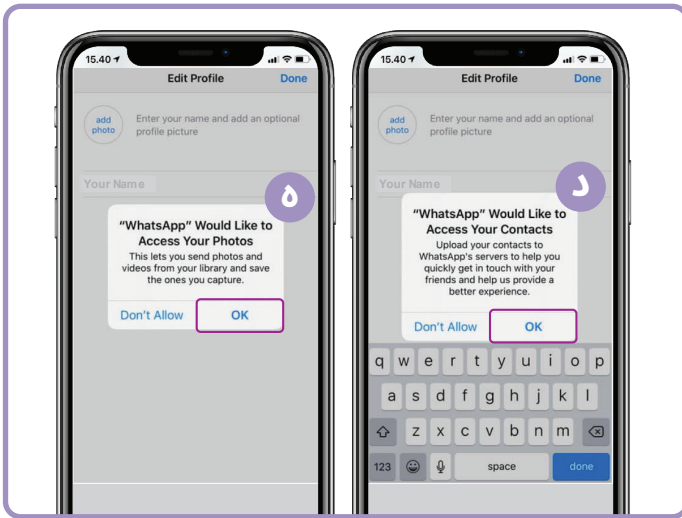 15.40
Edit Profile
Done
add
photo
Enter your name and add an optional
profile picture
Your Name
د
"WhatsApp" Would Like to
Access Your Contacts
Upload your contacts to
WhatsApp's servers to help you
quickly get in touch with your
friends and help us provide a
better experience.
Don't Allow
OK
q w e r t y u i o p
a s d f g h j k l
z x c v b n m
123
space
done
15.40
Edit Profile
Done
add
photo
Enter your name and add an optional
profile picture
Your Name
ه
"WhatsApp" Would Like to
Access Your Photos
This lets you send photos and
videos from your library and save
the ones you capture.
Don't Allow
OK